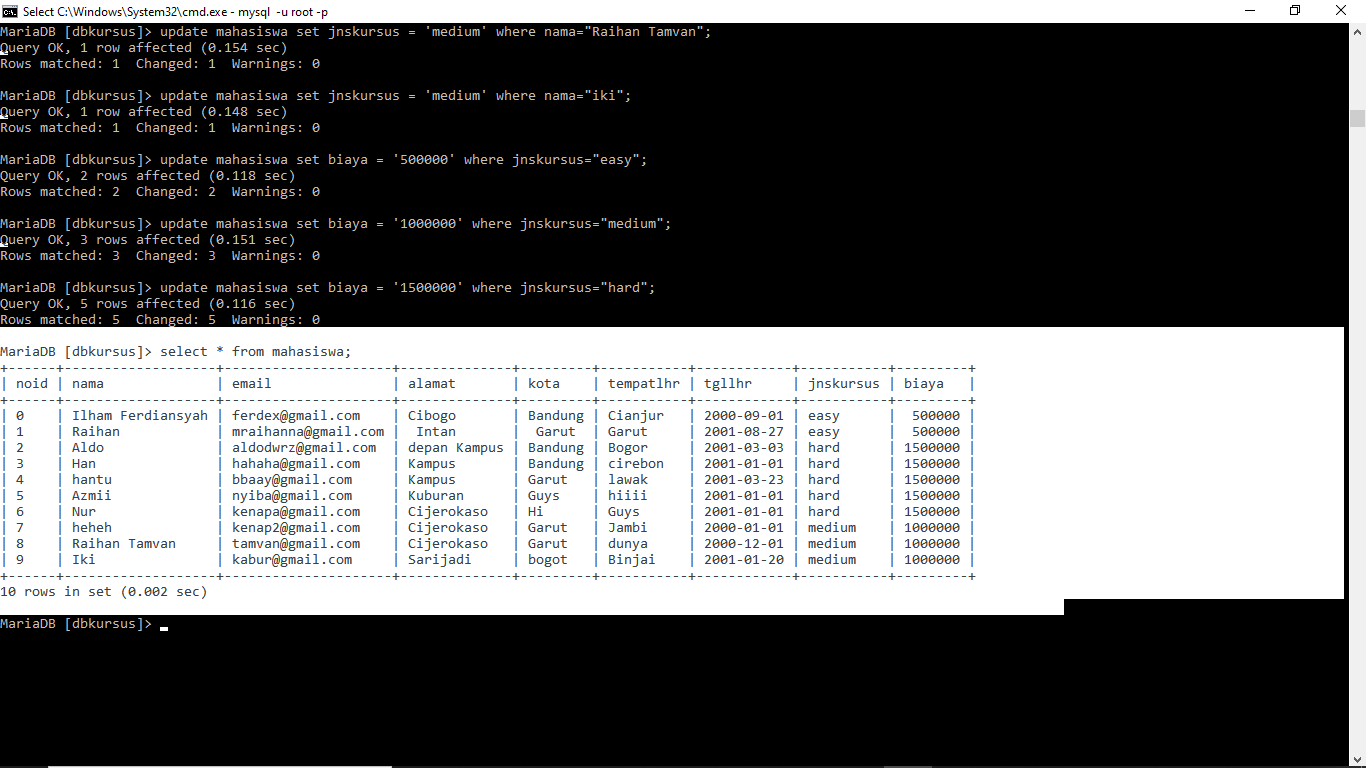 Select C:\Windows\System32\cmd.exe - mysql -u root -p
MariaDB [dbkursus]> update mahasiswa set jnskursus = 'medium' where nama="Raihan Tamvan";
Query OK, 1 row affected (0.154 sec)
Rows matched: 1  Changed: 1  Warnings: 0
MariaDB [dbkursus]> update mahasiswa set jnskursus = 'medium' where nama="iki";
Query OK, 1 row affected (0.148 sec)
Rows matched: 1  Changed: 1  Warnings: 0
MariaDB [dbkursus]> update mahasiswa set biaya = '500000' where jnskursus="easy";
Query OK, 2 rows affected (0.118 sec)
Rows matched: 2  Changed: 2  Warnings: 0
MariaDB [dbkursus]> update mahasiswa set biaya = '1000000' where jnskursus="medium";
Query OK, 3 rows affected (0.151 sec)
Rows matched: 3  Changed: 3  Warnings: 0
MariaDB [dbkursus]> update mahasiswa set biaya = '1500000' where jnskursus="hard";
Query OK, 5 rows affected (0.116 sec)
Rows matched: 5  Changed: 5  Warnings: 0
MariaDB [dbkursus]> select * from mahasiswa;
+------+-------------------+---------------------+--------------+---------+-----------+------------+-----------+---------+
| noid | nama              | email               | alamat       | kota    | tempatlhr | tgllhr     | jnskursus | biaya   |
+------+-------------------+---------------------+--------------+---------+-----------+------------+-----------+---------+
| 0    | Ilham Ferdiansyah | ferdex@gmail.com    | Cibogo       | Bandung | Cianjur   | 2000-09-01 | easy      |  500000 |
| 1    | Raihan            | mraihanna@gmail.com |  Intan       |  Garut  | Garut     | 2001-08-27 | easy      |  500000 |
| 2    | Aldo              | aldodwrz@gmail.com  | depan Kampus | Bandung | Bogor     | 2001-03-03 | hard      | 1500000 |
| 3    | Han               | hahaha@gmail.com    | Kampus       | Bandung | cirebon   | 2001-01-01 | hard      | 1500000 |
| 4    | hantu             | bbaay@gmail.com     | Kampus       | Garut   | lawak     | 2001-03-23 | hard      | 1500000 |
| 5    | Azmii             | nyiba@gmail.com     | Kuburan      | Guys    | hiiii     | 2001-01-01 | hard      | 1500000 |
| 6    | Nur               | kenapa@gmail.com    | Cijerokaso   | Hi      | Guys      | 2001-01-01 | hard      | 1500000 |
| 7    | heheh             | kenap2@gmail.com    | Cijerokaso   | Garut   | Jambi     | 2000-01-01 | medium    | 1000000 |
| 8    | Raihan Tamvan     | tamvan@gmail.com    | Cijerokaso   | Garut   | dunya     | 2000-12-01 | medium    | 1000000 |
| 9    | Iki               | kabur@gmail.com     | Sarijadi     | bogot   | Binjai    | 2001-01-20 | medium    | 1000000 |
+------+-------------------+---------------------+--------------+---------+-----------+------------+-----------+---------+
10 rows in set (0.002 sec)
MariaDB [dbkursus]> _